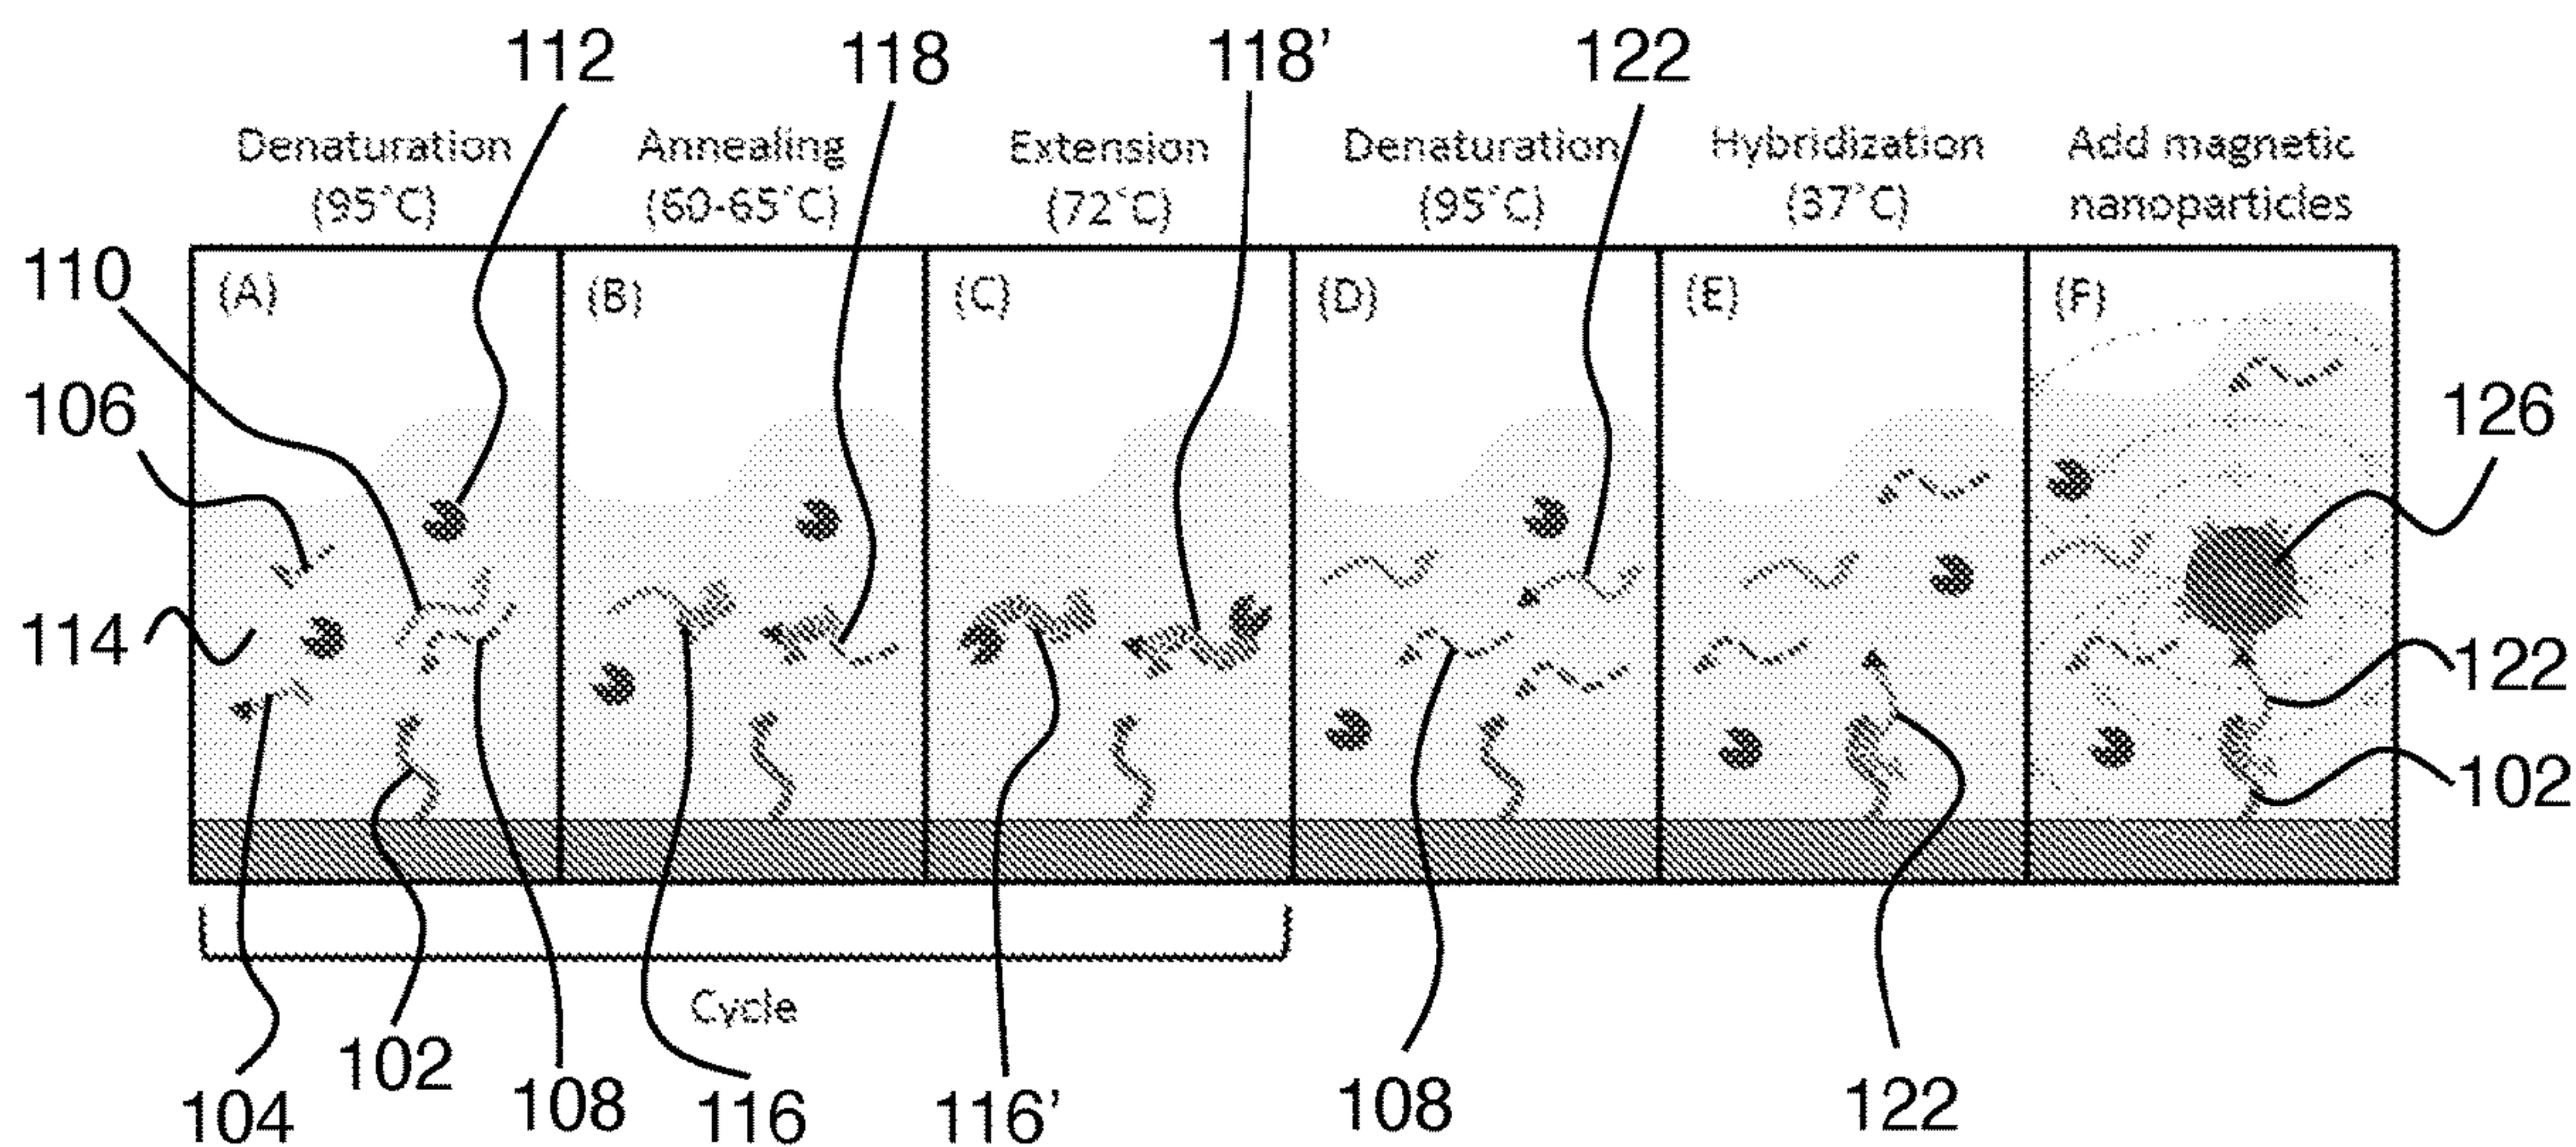 112 118 118' 122
Denaturation Annealing Extension Denaturation Hybridization Add magnetic
(95°C) (60-65°C) (72°C) (95°C) (37°C) nanoparticles
110 (A) (B) (C) (D) (E) (F)
106 126
114 122
102
Cycle
102
104 108 116 116' 108 122